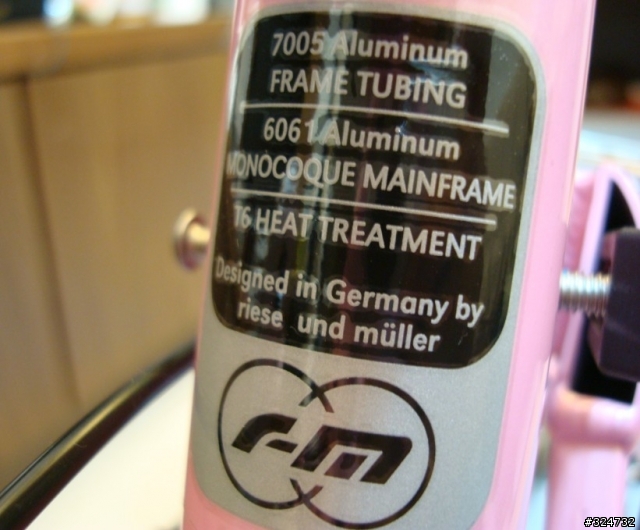 7005 Aluminum
FRAME TUBING
6061 Aluminum
MONOCOQUE MAINFRAME
T6 HEAT TREATMENT
Designed in Germany by
riese und müller
r-m
#324732